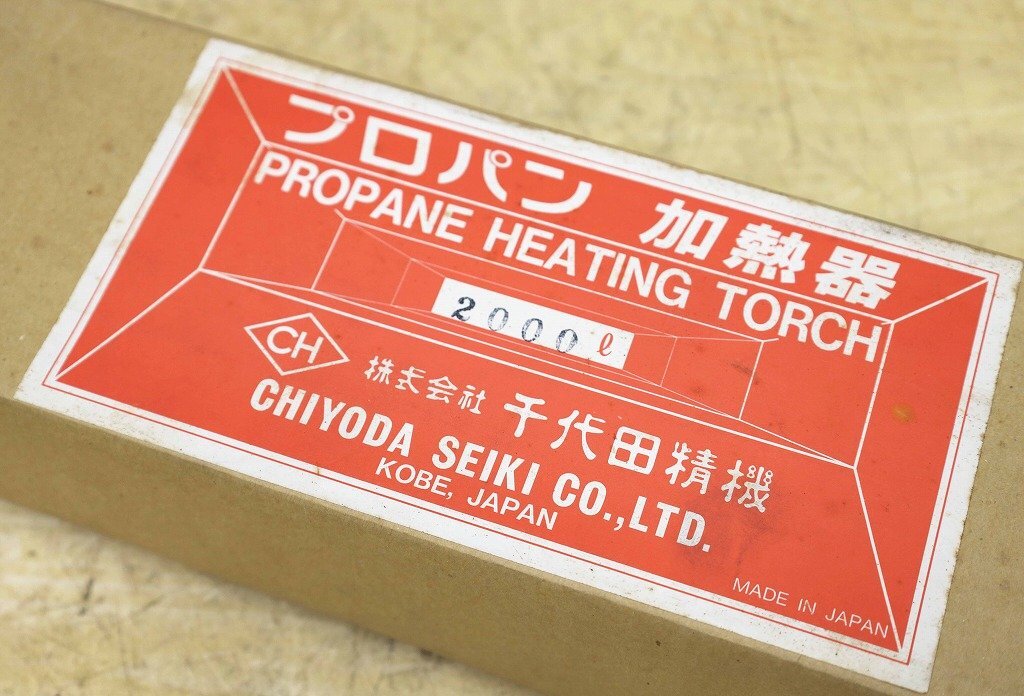 プロパン 加熱器
PROPANE HEATING TORCH
2000ℓ
CH
株式会社 千代田精機
CHIYODA SEIKI CO.,LTD.
KOBE, JAPAN
MADE IN JAPAN